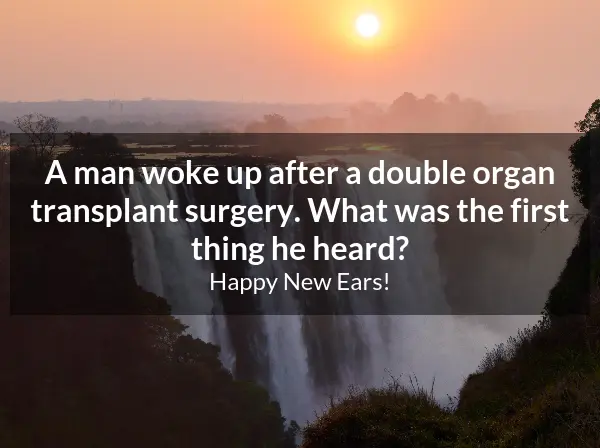 A man woke up after a double organ
transplant surgery. What was the first
thing he heard?
Happy New Ears!